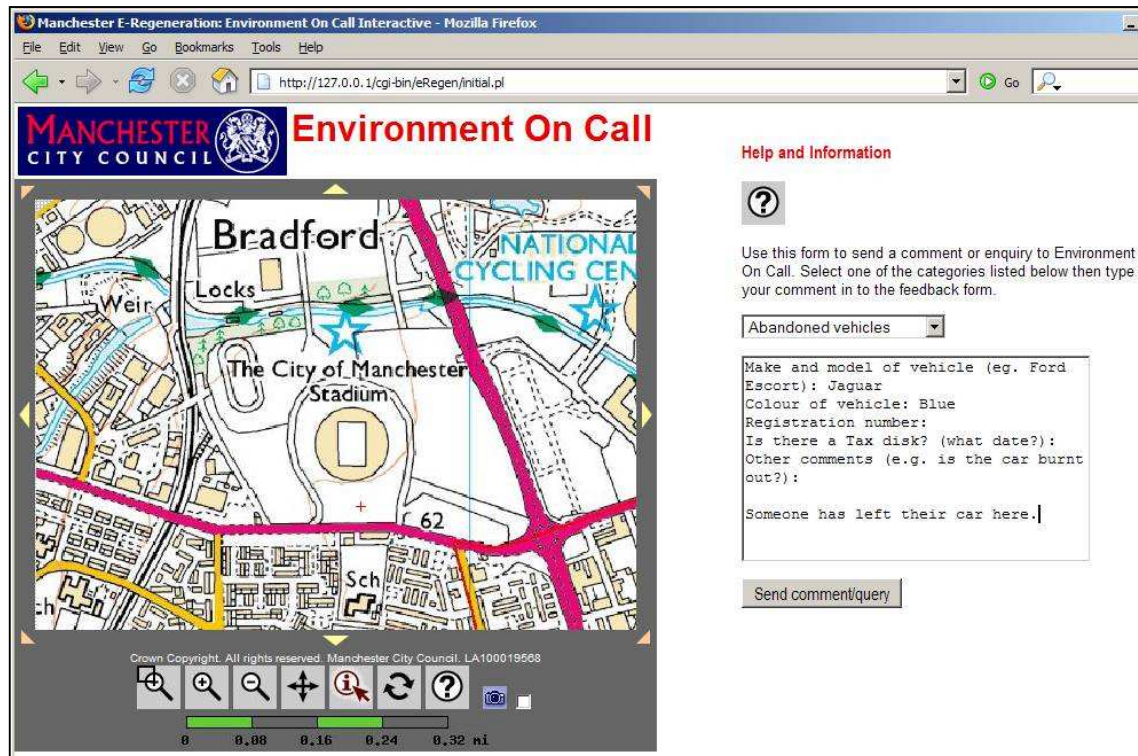 Manchester E-Regeneration: Environment On Call Interactive - Mozilla Firefox
File Edit View Go Bookmarks Tools Help
http://127.0.0.1/cgi-bin/eRegen/initial.pl
Go
MANCHESTER
CITY COUNCIL
Environment On Call
Bradford
NATIONAL
CYCLING CEN
Locks
Weir
The City of Manchester
Stadium
62
Sch
ch
Crown Copyright. All rights reserved. Manchester City Council. LA100019568
0 0.08 0.16 0.24 0.32 mi
Help and Information
Use this form to send a comment or enquiry to Environment
On Call. Select one of the categories listed below then type
your comment in to the feedback form.
Abandoned vehicles
Make and model of vehicle (eg. Ford
Escort): Jaguar
Colour of vehicle: Blue
Registration number:
Is there a Tax disk? (what date?):
Other comments (e.g. is the car burnt
out?):
Someone has left their car here.
Send comment/query